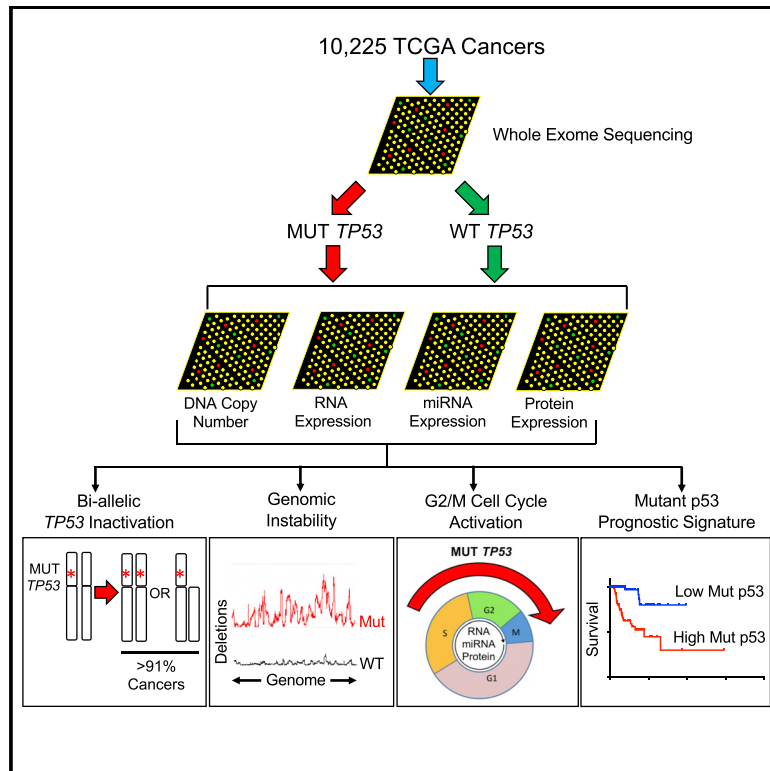 10,225 TCGA Cancers
Whole Exome Sequencing
MUT TP53
WT TP53
DNA Copy
Number
RNA
Expression
miRNA
Expression
Protein
Expression
Bi-allelic
TP53 Inactivation
Genomic
Instability
G2/M Cell Cycle
Activation
Mutant p53
Prognostic Signature
MUT
TP53
*
* *
OR
*
>91%
Cancers
Deletions
Mut
WT
Genome
MUT TP53
S
G2
M
G1
RNA
miRNA
Protein
Survival
Low Mut p53
High Mut p53